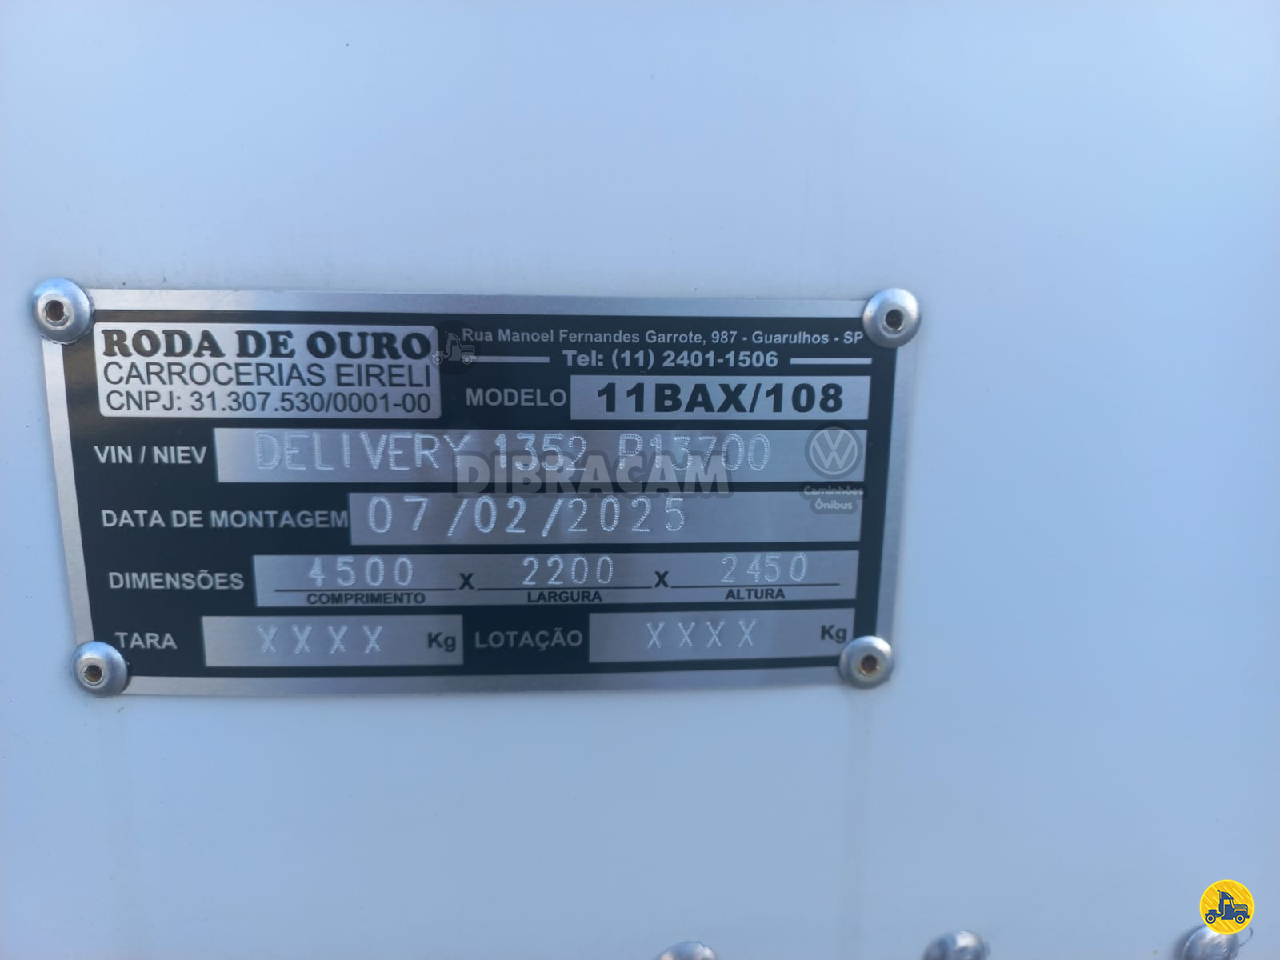 RODA DE OURO
CARROCERIAS EIRELI
CNPJ: 31.307.530/0001-00
Rua Manoel Fernandes Garrote, 987 - Guarulhos - SP
Tel: (11) 2401-1506
MODELO 11BAX/108
VIN / NIEV DELIVERY 1352 P13700
DIBRACAM
Caminhões
Ônibus
DATA DE MONTAGEM 07/02/2025
DIMENSÕES 4500 X 2200 X 2450
COMPRIMENTO LARGURA ALTURA
TARA XXXX Kg LOTAÇÃO XXXX Kg